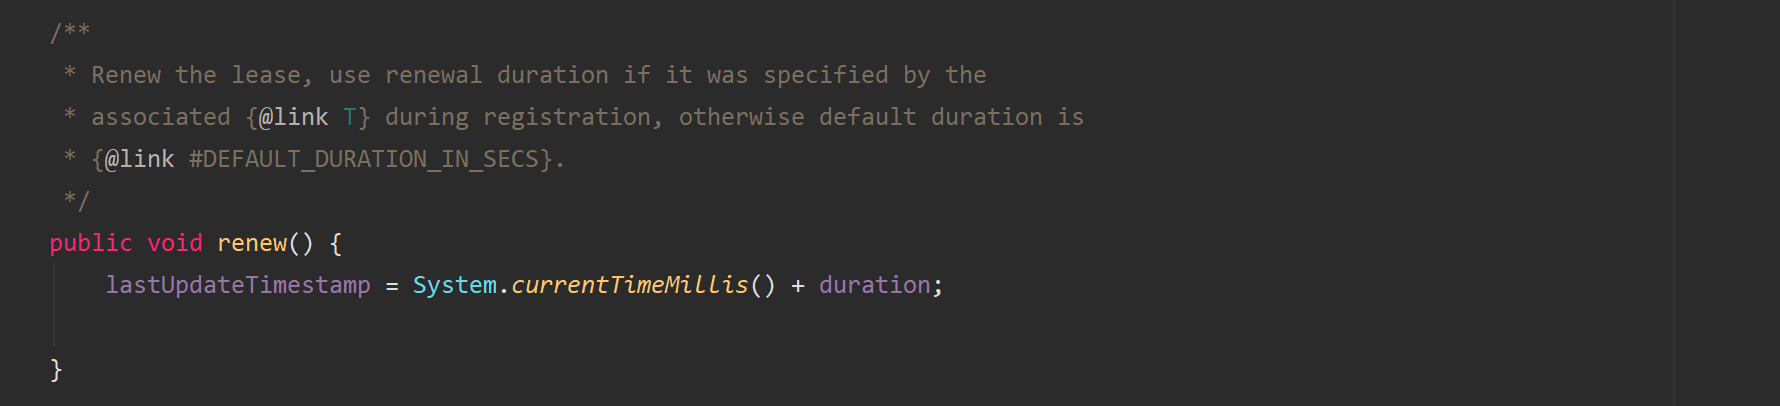 /**
 * Renew the lease, use renewal duration if it was specified by the
 * associated {@link T} during registration, otherwise default duration is
 * {@link #DEFAULT_DURATION_IN_SECS}.
 */
public void renew() {
    lastUpdateTimestamp = System.currentTimeMillis() + duration;
}